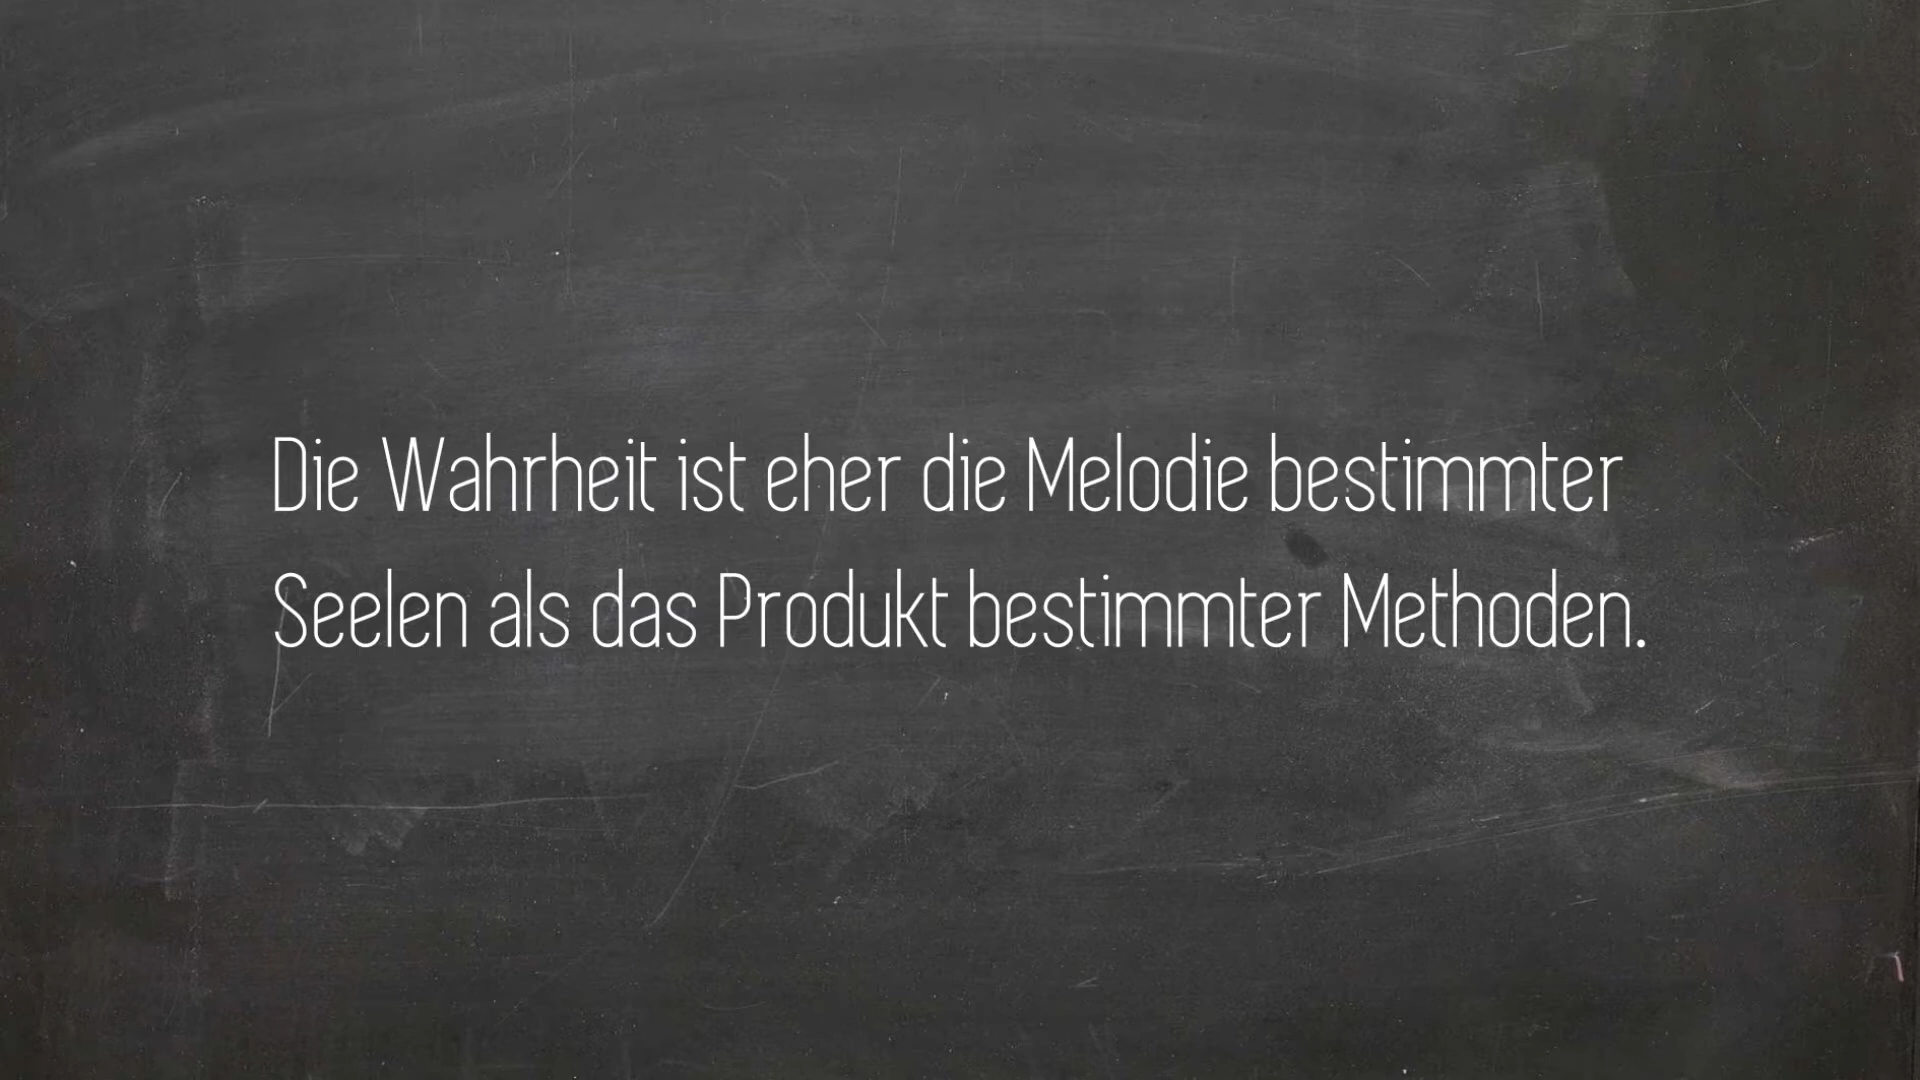 Die Wahrheit ist eher die Melodie bestimmter
Seelen als das Produkt bestimmter Methoden.